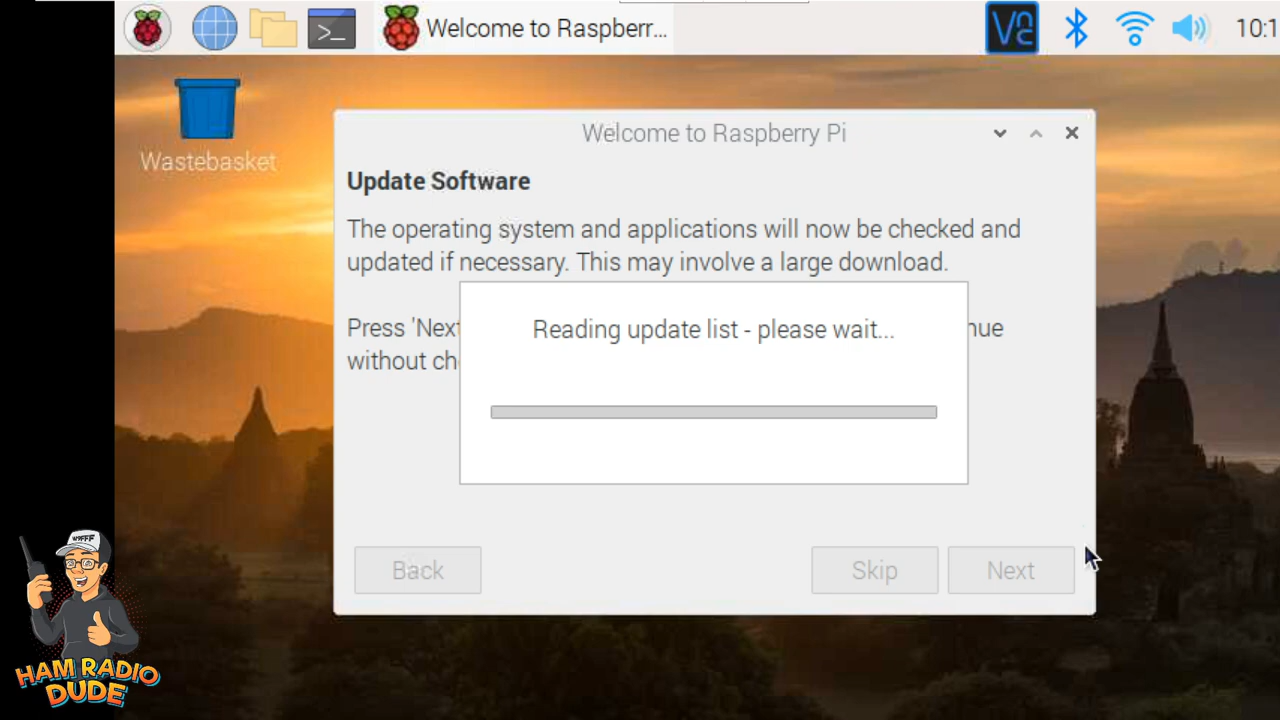 Welcome to Raspberr...
10:1
Wastebasket
Welcome to Raspberry Pi
Update Software
The operating system and applications will now be checked and
updated if necessary. This may involve a large download.
Press 'Next
nue
without che
Reading update list - please wait...
Back
Skip
Next
W9FFF
HAM RADIO
DUDE